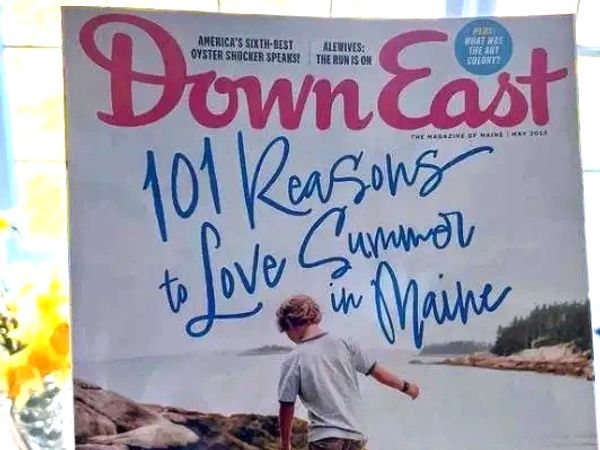 AMERICA'S SIXTH-BEST
OYSTER SHUCKER SPEAKS!
ALEWIVES:
THE RUN IS ON
PLUS:
WHAT WAS
THE ART
COLONY?
Down East
THE MAGAZINE OF MAINE | MAY
101 Reasons
to Love Summer
in Maine